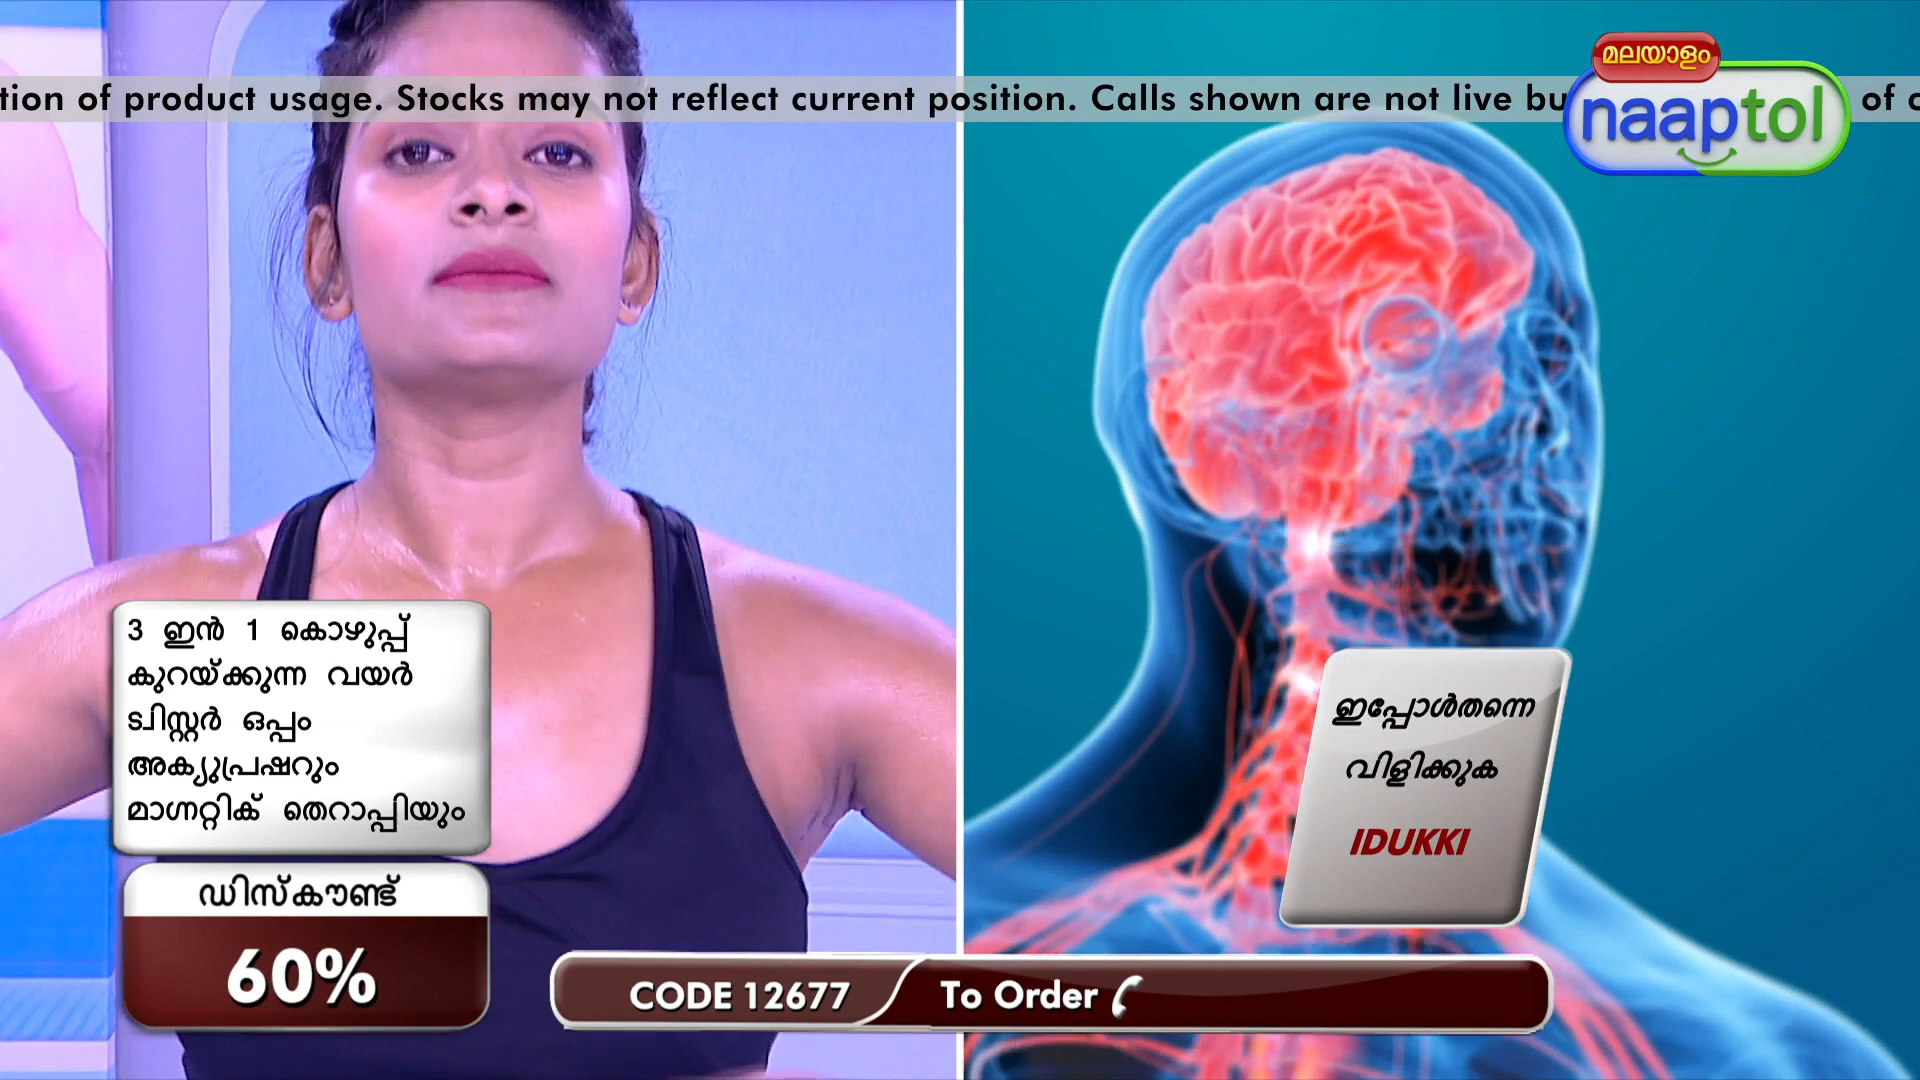 മലയാളം
tion of product usage. Stocks may not reflect current position. Calls shown are not live bu
of c
naaptol
3 ഇൻ 1 കൊഴുപ്പ്
കുറയ്ക്കുന്ന വയർ
ട്വിസ്റ്റർ ഒപ്പം
അക്യുപ്രഷറും
മാഗ്നറ്റിക് തെറാപ്പിയും
ഇപ്പോൾതന്നെ
വിളിക്കുക
IDUKKI
ഡിസ്കൗണ്ട്
60%
CODE 12677
To Order